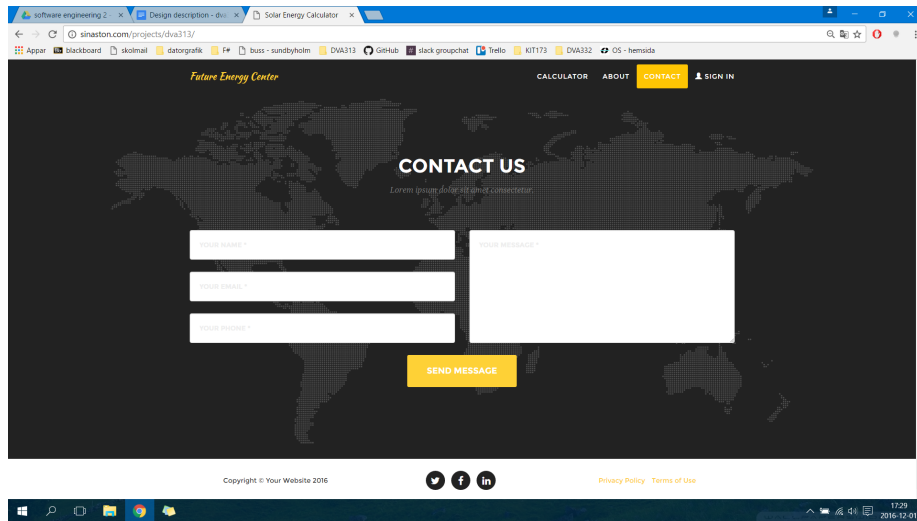 software engineering 2 -
Design description - dva
Solar Energy Calculator
sinaston.com/projects/dva313/
Appar
blackboard
skolmail
datorgrafik
F#
buss - sundbyholm
DVA313
GitHub
slack groupchat
Trello
KIT173
DVA332
OS - hemsida
Future Energy Center
CALCULATOR ABOUT CONTACT SIGN IN
CONTACT US
Lorem ipsum dolor sit amet consectetur.
YOUR NAME *
YOUR MESSAGE *
YOUR EMAIL *
YOUR PHONE *
SEND MESSAGE
Copyright © Your Website 2016
Privacy Policy Terms of Use
17:29
2016-12-01